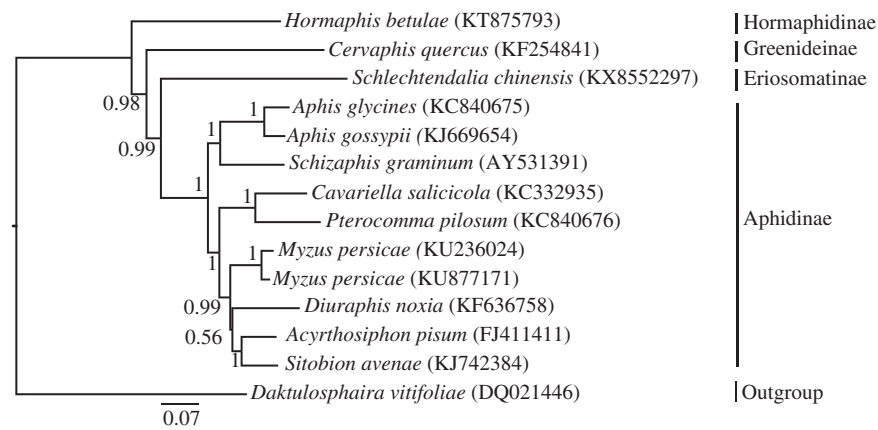 Hormaphis betulae (KT875793) Hormaphidinae
Cervaphis quercus (KF254841) Greenideinae
Schlechtendalia chinensis (KX8552297) Eriosomatinae
0.98
Aphis glycines (KC840675)
1
Aphis gossypii (KJ669654)
1
0.99
Schizaphis graminum (AY531391)
1
Cavariella salicicola (KC332935)
1
Pterocomma pilosum (KC840676)
Aphidinae
Myzus persicae (KU236024)
1
1
Myzus persicae (KU877171)
0.99
Diuraphis noxia (KF636758)
0.56
Acyrthosiphon pisum (FJ411411)
1
Sitobion avenae (KJ742384)
Daktulosphaira vitifoliae (DQ021446) Outgroup
0.07